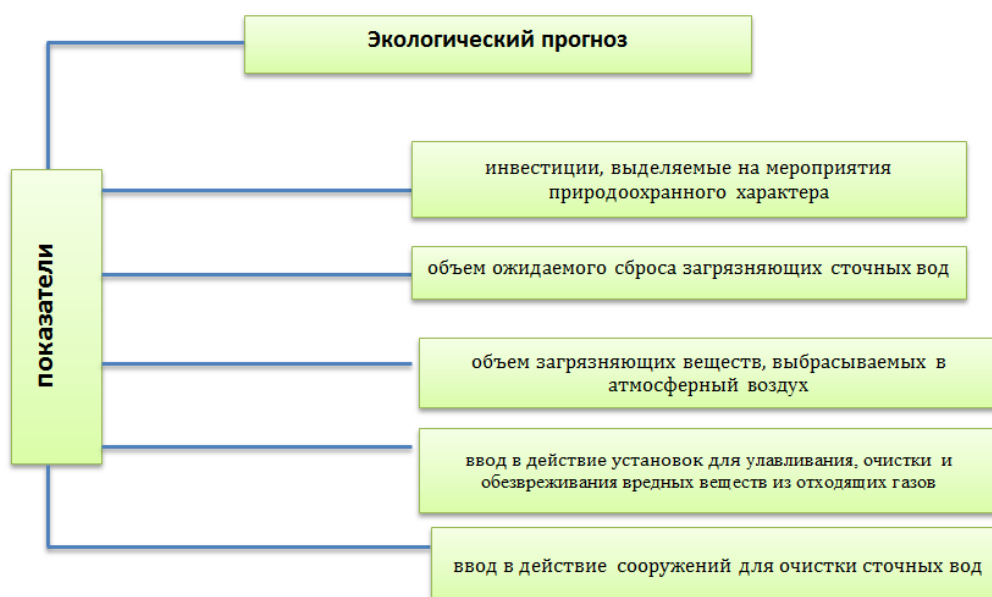 Экологический прогноз
показатели
инвестиции, выделяемые на мероприятия
природоохранного характера
объем ожидаемого сброса загрязняющих сточных вод
объем загрязняющих веществ, выбрасываемых в
атмосферный воздух
ввод в действие установок для улавливания, очистки и
обезвреживания вредных веществ из отходящих газов
ввод в действие сооружений для очистки сточных вод